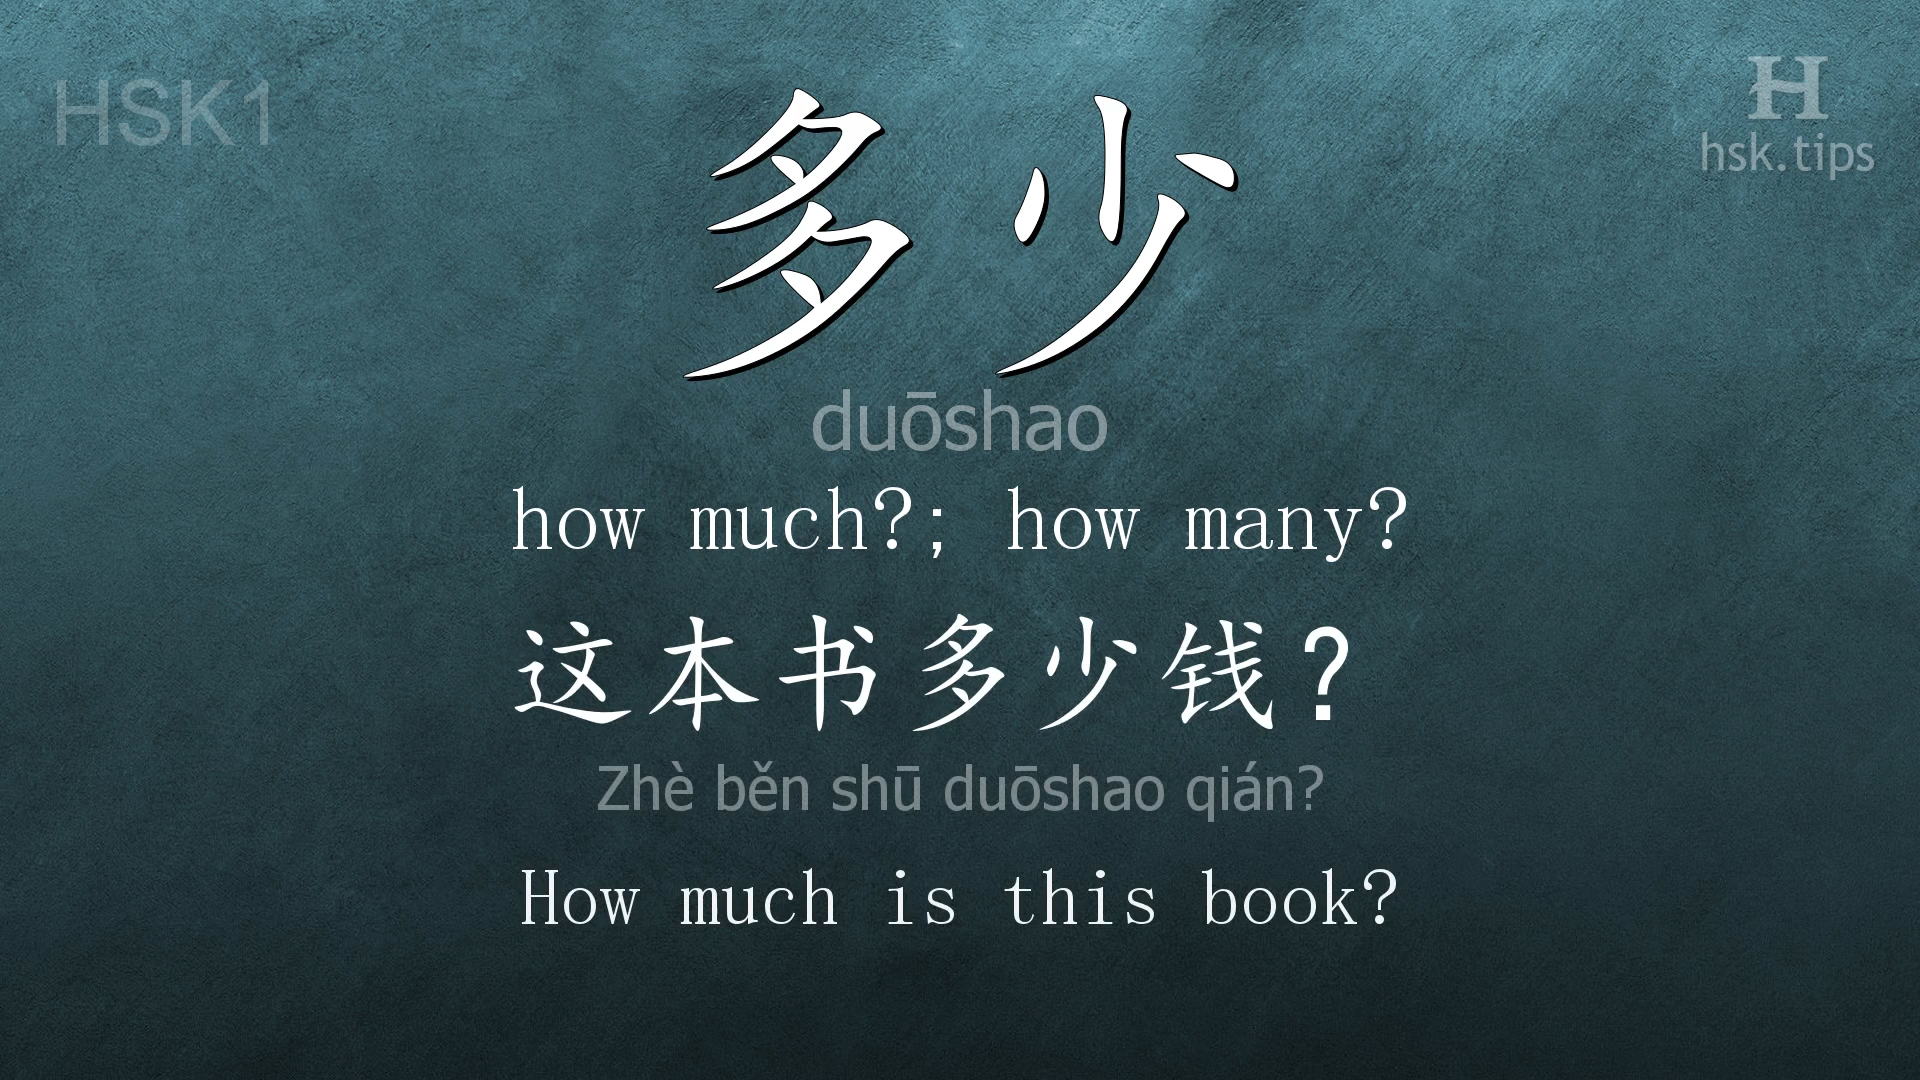 HSK1
H
hsk.tips
多少
duōshao
how much?; how many?
这本书多少钱？
Zhè běn shū duōshao qián?
How much is this book?